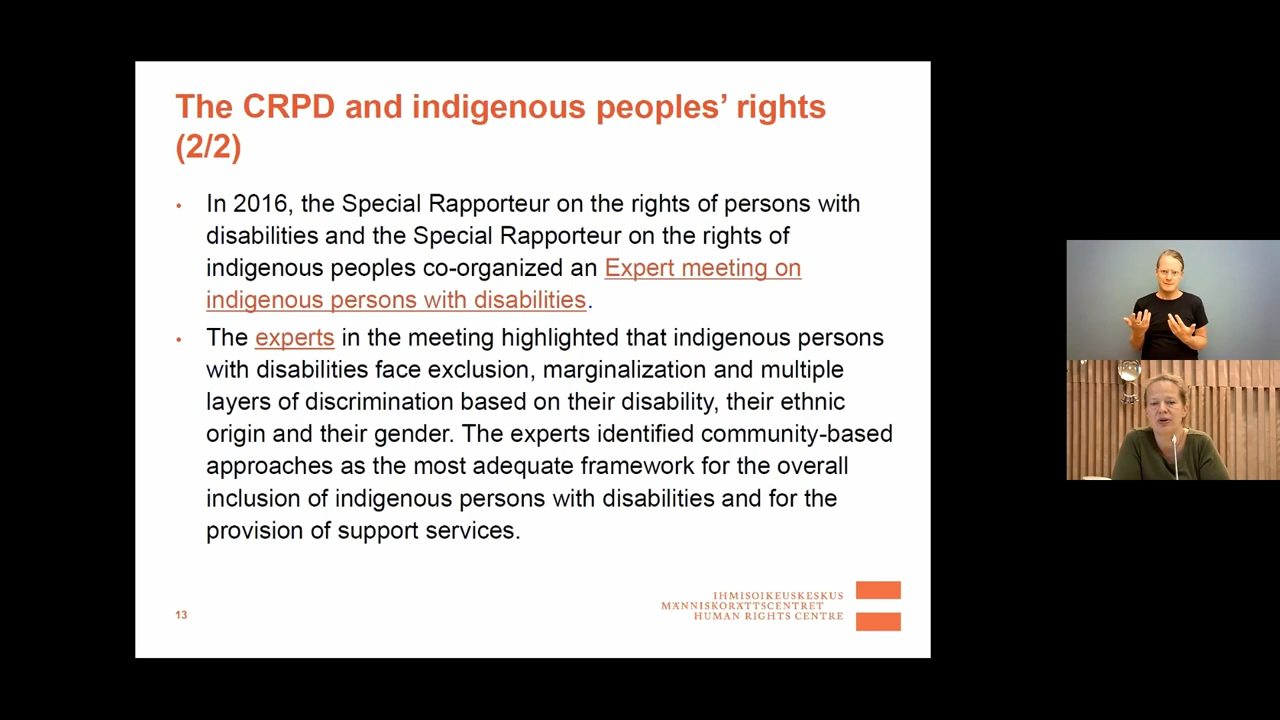 The CRPD and indigenous peoples’ rights
(2/2)
• In 2016, the Special Rapporteur on the rights of persons with
disabilities and the Special Rapporteur on the rights of
indigenous peoples co-organized an Expert meeting on
indigenous persons with disabilities.
• The experts in the meeting highlighted that indigenous persons
with disabilities face exclusion, marginalization and multiple
layers of discrimination based on their disability, their ethnic
origin and their gender. The experts identified community-based
approaches as the most adequate framework for the overall
inclusion of indigenous persons with disabilities and for the
provision of support services.
13
IHMISOIKEUSKESKUS
MÄNNISKORÄTTSCENTRET
HUMAN RIGHTS CENTRE